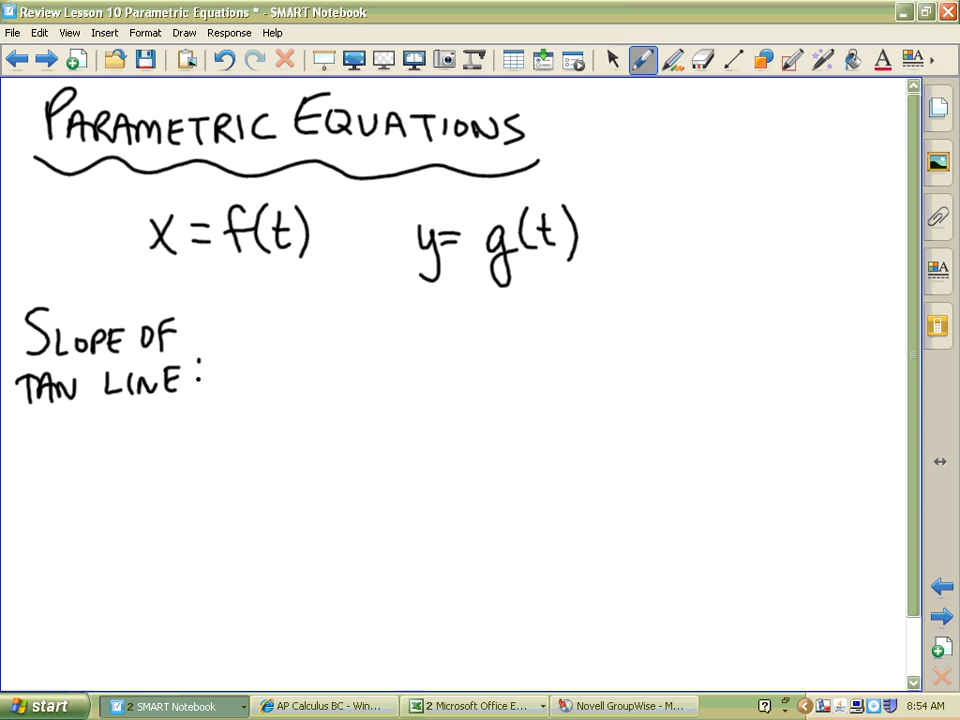 Review Lesson 10 Parametric Equations * - SMART Notebook
File Edit View Insert Format Draw Response Help
PARAMETRIC EQUATIONS
x = f(t) y = g(t)
SLOPE OF
TAN LINE :
start 2 SMART Notebook AP Calculus BC - Win... 2 Microsoft Office E... Novell GroupWise - M... 8:54 AM